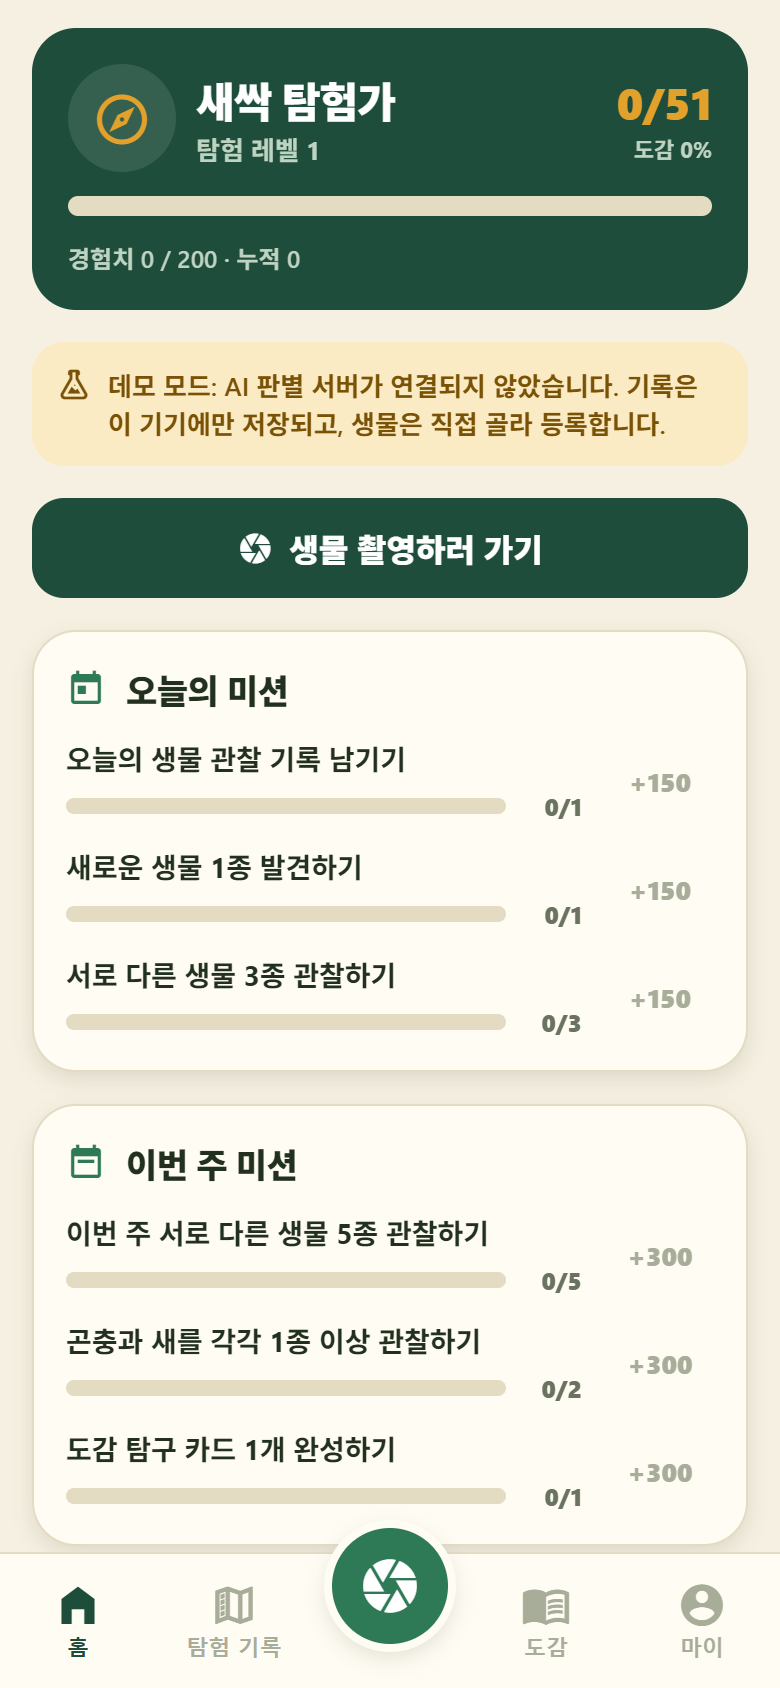 새싹 탐험가
탐험 레벨 1
0/51
도감 0%
경험치 0 / 200 · 누적 0
데모 모드: AI 판별 서버가 연결되지 않았습니다. 기록은
이 기기에만 저장되고, 생물은 직접 골라 등록합니다.
생물 촬영하러 가기
오늘의 미션
오늘의 생물 관찰 기록 남기기
0/1
+150
새로운 생물 1종 발견하기
0/1
+150
서로 다른 생물 3종 관찰하기
0/3
+150
이번 주 미션
이번 주 서로 다른 생물 5종 관찰하기
0/5
+300
곤충과 새를 각각 1종 이상 관찰하기
0/2
+300
도감 탐구 카드 1개 완성하기
0/1
+300
홈
탐험 기록
도감
마이